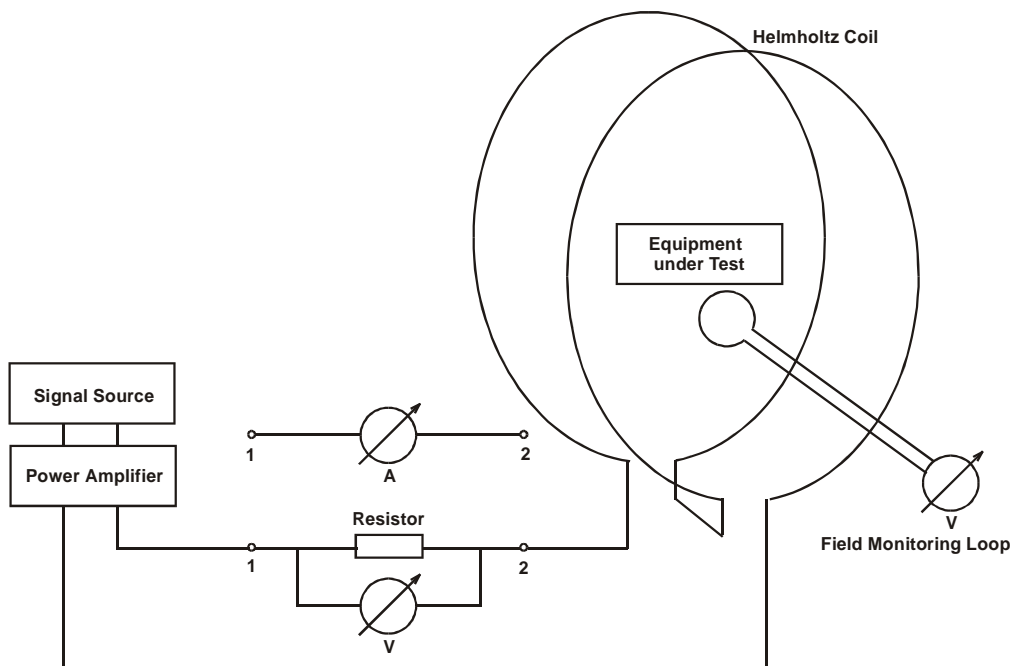 Helmholtz Coil
Equipment
under Test
Signal Source
Power Amplifier
1
2
A
Resistor
1
2
V
V
Field Monitoring Loop